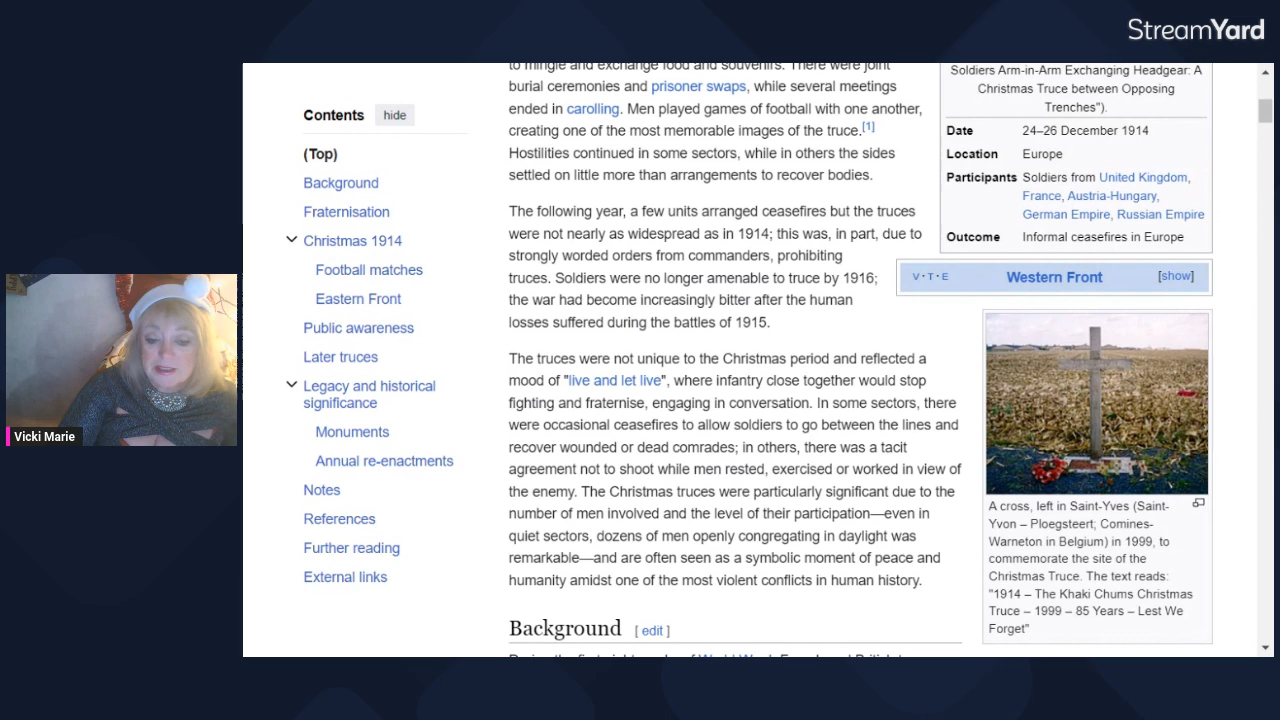 StreamYard
to mingle and exchange food and souvenirs. There were joint
burial ceremonies and prisoner swaps, while several meetings
ended in carolling. Men played games of football with one another,
creating one of the most memorable images of the truce.[1]
Hostilities continued in some sectors, while in others the sides
settled on little more than arrangements to recover bodies.
The following year, a few units arranged ceasefires but the truces
were not nearly as widespread as in 1914; this was, in part, due to
strongly worded orders from commanders, prohibiting
truces. Soldiers were no longer amenable to truce by 1916;
the war had become increasingly bitter after the human
losses suffered during the battles of 1915.
The truces were not unique to the Christmas period and reflected a
mood of "live and let live", where infantry close together would stop
fighting and fraternise, engaging in conversation. In some sectors, there
were occasional ceasefires to allow soldiers to go between the lines and
recover wounded or dead comrades; in others, there was a tacit
agreement not to shoot while men rested, exercised or worked in view of
the enemy. The Christmas truces were particularly significant due to the
number of men involved and the level of their participation—even in
quiet sectors, dozens of men openly congregating in daylight was
remarkable—and are often seen as a symbolic moment of peace and
humanity amidst one of the most violent conflicts in human history.
Background [ edit ]
Contents hide
(Top)
Background
Fraternisation
Christmas 1914
Football matches
Eastern Front
Public awareness
Later truces
Legacy and historical
significance
Monuments
Annual re-enactments
Notes
References
Further reading
External links
Soldiers Arm-in-Arm Exchanging Headgear: A
Christmas Truce between Opposing
Trenches").
Date 24–26 December 1914
Location Europe
Participants Soldiers from United Kingdom,
France, Austria-Hungary,
German Empire, Russian Empire
Outcome Informal ceasefires in Europe
V·T·E Western Front [show]
A cross, left in Saint-Yves (Saint-
Yvon – Ploegsteert; Comines-
Warneton in Belgium) in 1999, to
commemorate the site of the
Christmas Truce. The text reads:
"1914 – The Khaki Chums Christmas
Truce – 1999 – 85 Years – Lest We
Forget"
Vicki Marie